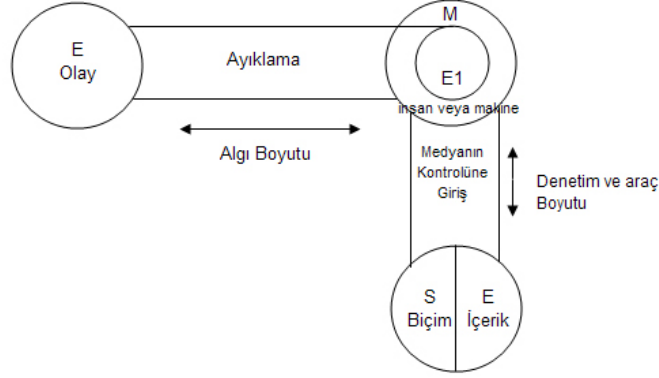 E
Olay
Ayıklama
M
E1
insan veya makine
Algı Boyutu
Medyanın
Kontrolüne
Giriş
Denetim ve araç
Boyutu
S
Biçim
E
İçerik